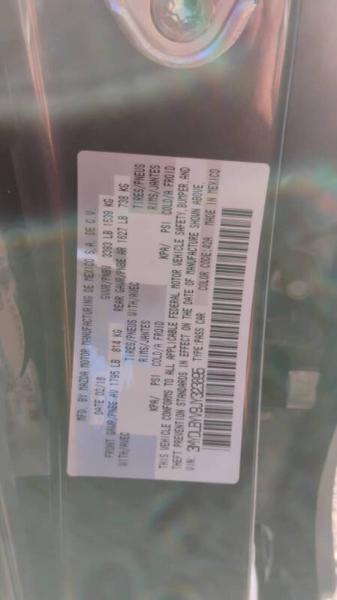 MFG. BY MAZDA MOTOR MANUFACTURING DE MEXICO S.A. DE C.V.
DATE 02/18 GVWR/PNBV 3393 LB 1539 KG
FRONT GAWR/PNBE AV 1795 LB 814 KG REAR GAWR/PNBE AR 1627 LB 738 KG
WITH/AVEC TIRES/PNEUS WITH/AVEC TIRES/PNEUS
RIMS/JANTES RIMS/JANTES
KPA/ PSI COLD/A FROID KPA/ PSI COLD/A FROID
THIS VEHICLE CONFORMS TO ALL APPLICABLE FEDERAL MOTOR VEHICLE SAFETY, BUMPER AND
THEFT PREVENTION STANDARDS IN EFFECT ON THE DATE OF MANUFACTURE SHOWN ABOVE
VIN: TYPE:PASS CAR COLOR CODE:42A MADE IN MEXICO